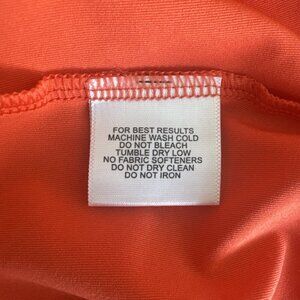 FOR BEST RESULTS
MACHINE WASH COLD
DO NOT BLEACH
TUMBLE DRY LOW
NO FABRIC SOFTENERS
DO NOT DRY CLEAN
DO NOT IRON